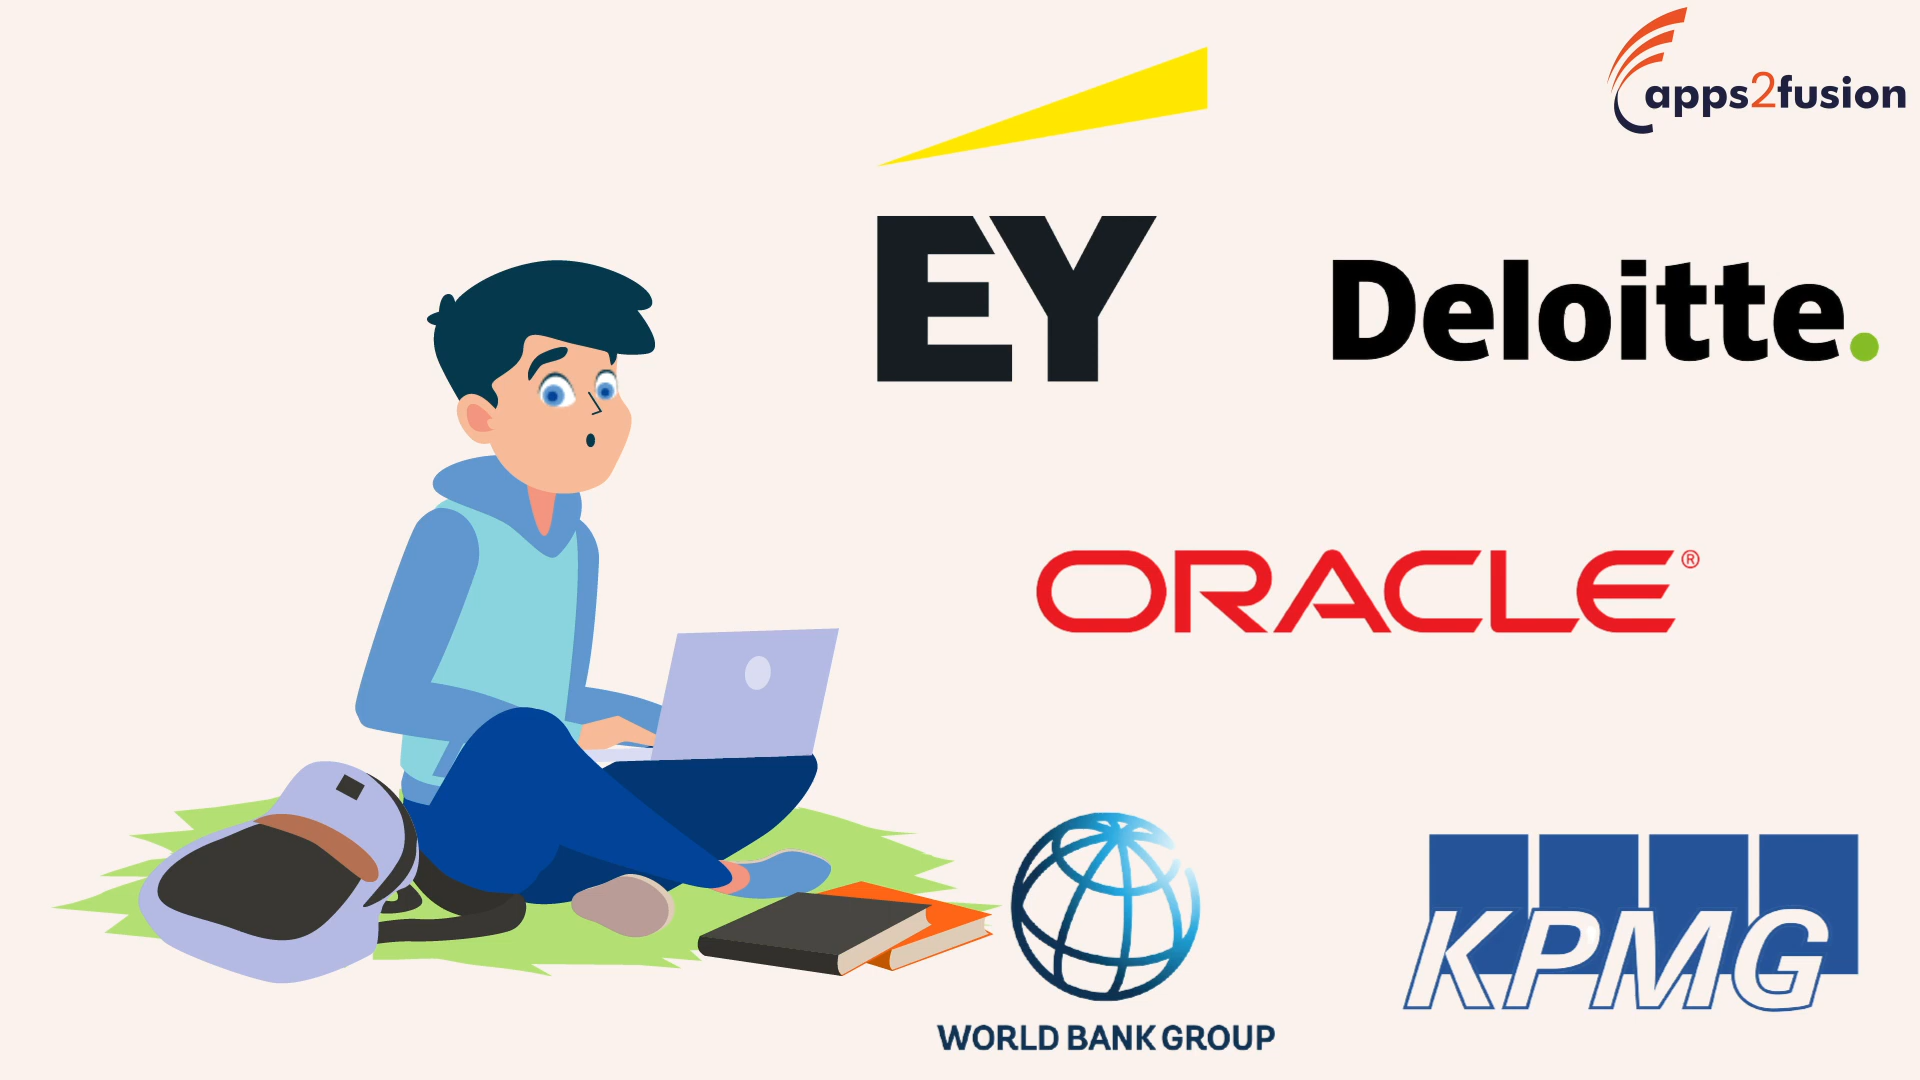 apps2fusion
EY
Deloitte.
ORACLE®
WORLD BANK GROUP
KPMG